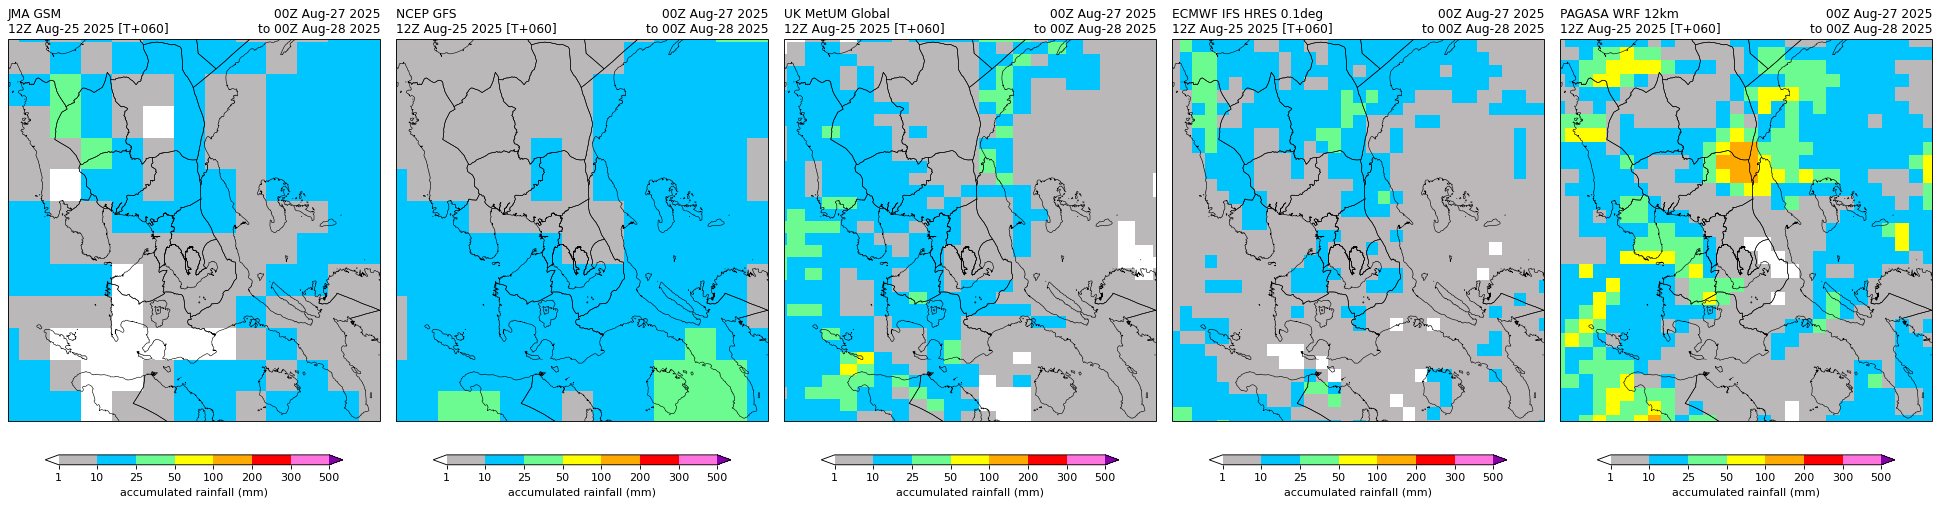 JMA GSM 00Z Aug-27 2025
12Z Aug-25 2025 [T+060] to 00Z Aug-28 2025
NCEP GFS 00Z Aug-27 2025
12Z Aug-25 2025 [T+060] to 00Z Aug-28 2025
UK MetUM Global 00Z Aug-27 2025
12Z Aug-25 2025 [T+060] to 00Z Aug-28 2025
ECMWF IFS HRES 0.1deg 00Z Aug-27 2025
12Z Aug-25 2025 [T+060] to 00Z Aug-28 2025
PAGASA WRF 12km 00Z Aug-27 2025
12Z Aug-25 2025 [T+060] to 00Z Aug-28 2025
1 10 25 50 100 200 300 500
accumulated rainfall (mm)
1 10 25 50 100 200 300 500
accumulated rainfall (mm)
1 10 25 50 100 200 300 500
accumulated rainfall (mm)
1 10 25 50 100 200 300 500
accumulated rainfall (mm)
1 10 25 50 100 200 300 500
accumulated rainfall (mm)